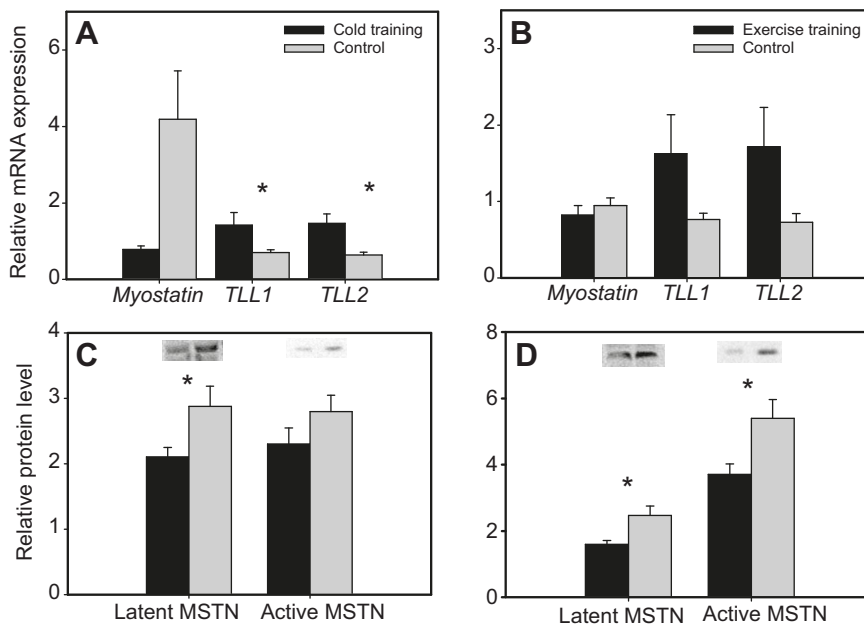 A
Cold training
Control
Relative mRNA expression
6
4
2
0
*
*
Myostatin TLL1 TLL2
B
Exercise training
Control
3
2
1
0
Myostatin TLL1 TLL2
C
Relative protein level
4
3
2
1
0
*
Latent MSTN Active MSTN
D
8
6
4
2
0
*
*
Latent MSTN Active MSTN